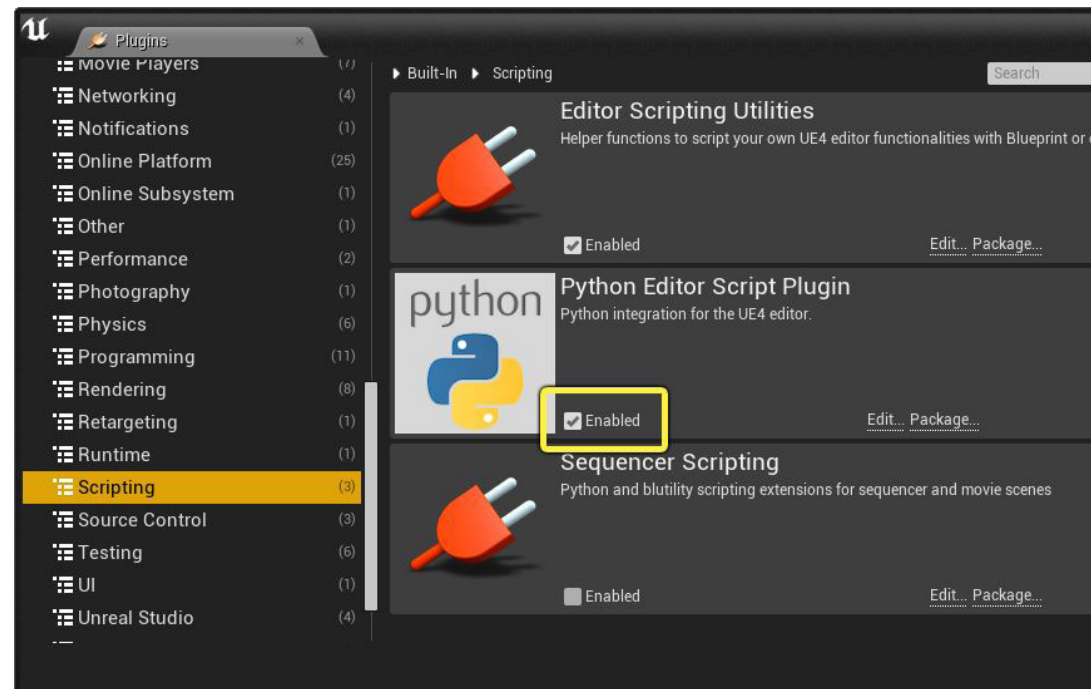 Plugins
Movie Players (7)
Networking (4)
Notifications (1)
Online Platform (25)
Online Subsystem (1)
Other (1)
Performance (2)
Photography (1)
Physics (6)
Programming (11)
Rendering (8)
Retargeting (1)
Runtime (1)
Scripting (3)
Source Control (3)
Testing (6)
UI (1)
Unreal Studio (4)
Built-In Scripting
Search
Editor Scripting Utilities
Helper functions to script your own UE4 editor functionalities with Blueprint or
Enabled
Edit... Package...
python
Python Editor Script Plugin
Python integration for the UE4 editor.
Enabled
Edit... Package...
Sequencer Scripting
Python and blutility scripting extensions for sequencer and movie scenes
Enabled
Edit... Package...